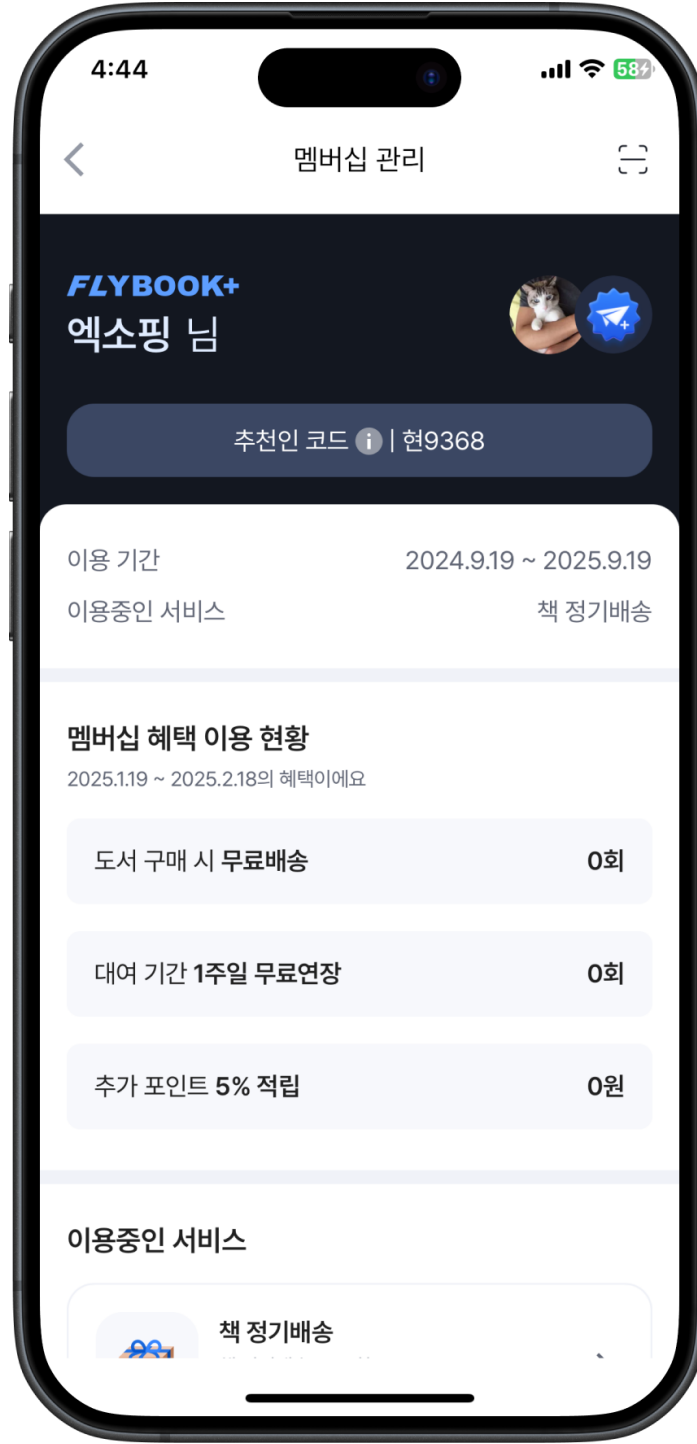 4:44
58
멤버십 관리
FLYBOOK+
엑소핑 님
추천인 코드 i | 현9368
이용 기간 2024.9.19 ~ 2025.9.19
이용중인 서비스 책 정기배송
멤버십 혜택 이용 현황
2025.1.19 ~ 2025.2.18의 혜택이에요
도서 구매 시 무료배송 0회
대여 기간 1주일 무료연장 0회
추가 포인트 5% 적립 0원
이용중인 서비스
책 정기배송